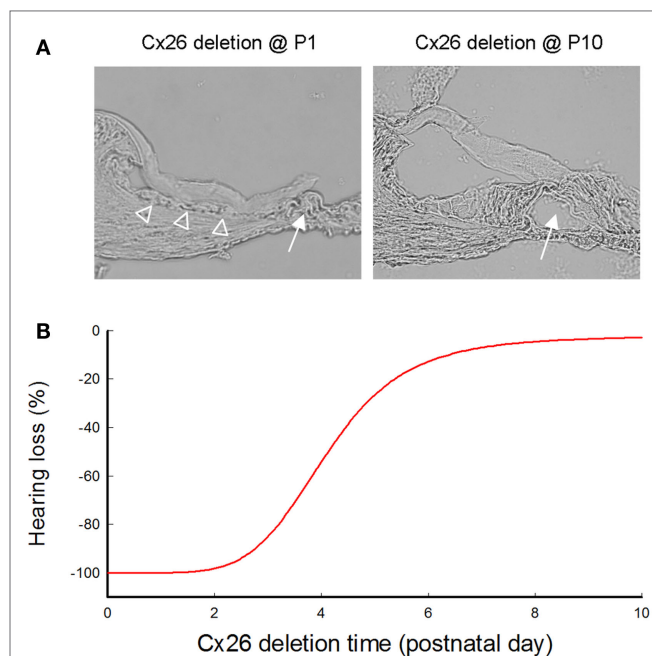 A
Cx26 deletion @ P1
Cx26 deletion @ P10
B
0
-20
-40
-60
-80
-100
Hearing loss (%)
0 2 4 6 8 10
Cx26 deletion time (postnatal day)